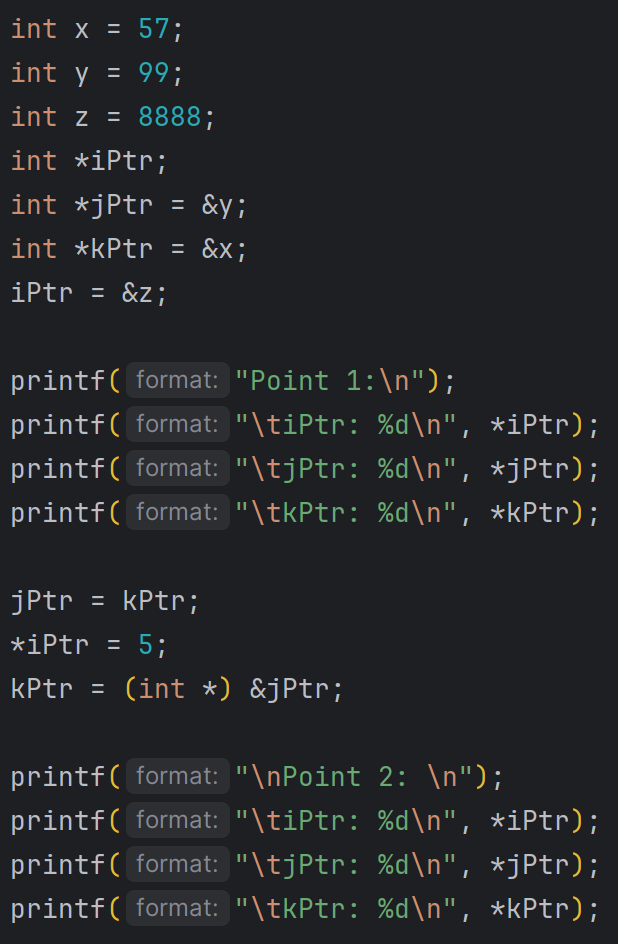 int x = 57;
int y = 99;
int z = 8888;
int *iPtr;
int *jPtr = &y;
int *kPtr = &x;
iPtr = &z;

printf( format: "Point 1:\n");
printf( format: "\tiPtr: %d\n", *iPtr);
printf( format: "\tjPtr: %d\n", *jPtr);
printf( format: "\tkPtr: %d\n", *kPtr);

jPtr = kPtr;
*iPtr = 5;
kPtr = (int *) &jPtr;

printf( format: "\nPoint 2: \n");
printf( format: "\tiPtr: %d\n", *iPtr);
printf( format: "\tjPtr: %d\n", *jPtr);
printf( format: "\tkPtr: %d\n", *kPtr);